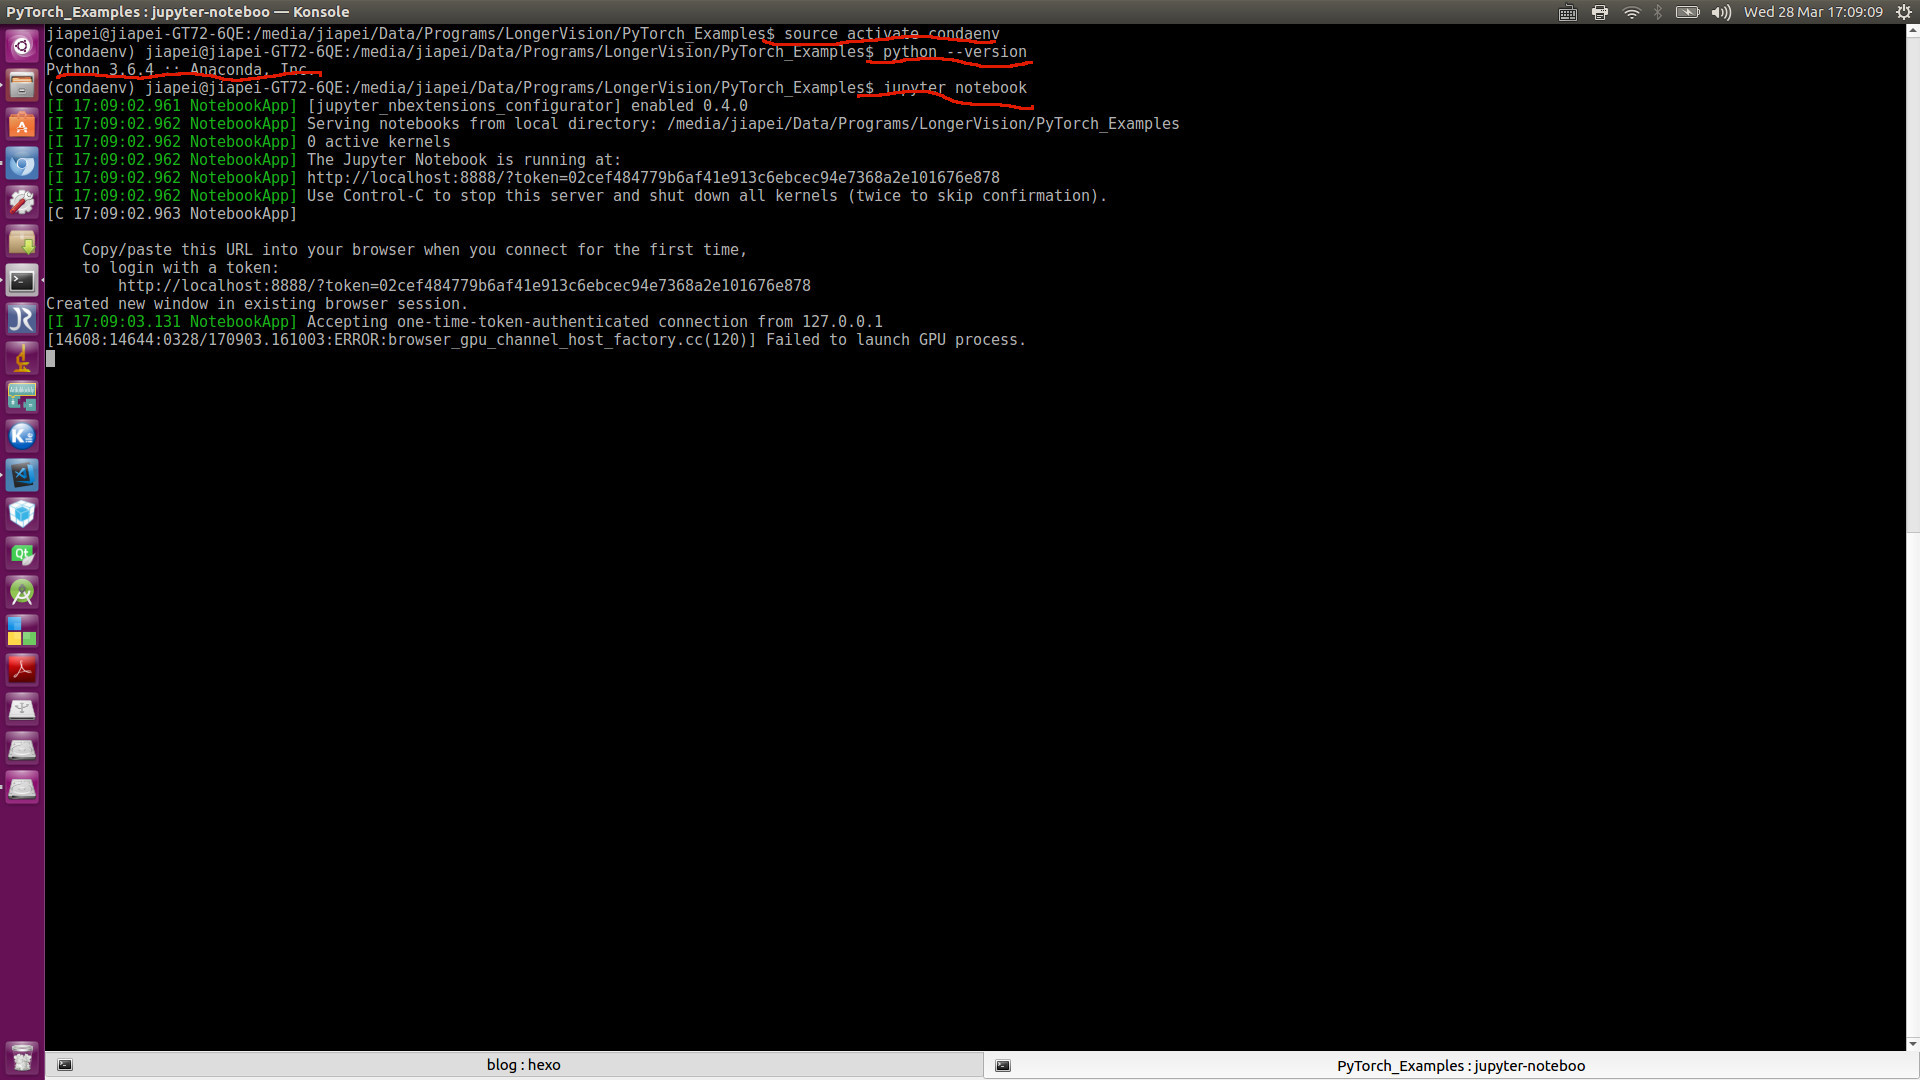 PyTorch_Examples : jupyter-noteboo — Konsole
Wed 28 Mar 17:09:09
jiapei@jiapei-GT72-6QE:/media/jiapei/Data/Programs/LongerVision/PyTorch_Examples$ source activate condaenv
(condaenv) jiapei@jiapei-GT72-6QE:/media/jiapei/Data/Programs/LongerVision/PyTorch_Examples$ python --version
Python 3.6.4 :: Anaconda, Inc.
(condaenv) jiapei@jiapei-GT72-6QE:/media/jiapei/Data/Programs/LongerVision/PyTorch_Examples$ jupyter notebook
[I 17:09:02.961 NotebookApp] [jupyter_nbextensions_configurator] enabled 0.4.0
[I 17:09:02.962 NotebookApp] Serving notebooks from local directory: /media/jiapei/Data/Programs/LongerVision/PyTorch_Examples
[I 17:09:02.962 NotebookApp] 0 active kernels
[I 17:09:02.962 NotebookApp] The Jupyter Notebook is running at:
[I 17:09:02.962 NotebookApp] http://localhost:8888/?token=02cef484779b6af41e913c6ebcec94e7368a2e101676e878
[I 17:09:02.962 NotebookApp] Use Control-C to stop this server and shut down all kernels (twice to skip confirmation).
[C 17:09:02.963 NotebookApp]
Copy/paste this URL into your browser when you connect for the first time,
to login with a token:
http://localhost:8888/?token=02cef484779b6af41e913c6ebcec94e7368a2e101676e878
Created new window in existing browser session.
[I 17:09:03.131 NotebookApp] Accepting one-time-token-authenticated connection from 127.0.0.1
[14608:14644:0328/170903.161003:ERROR:browser_gpu_channel_host_factory.cc(120)] Failed to launch GPU process.
blog : hexo
PyTorch_Examples : jupyter-noteboo